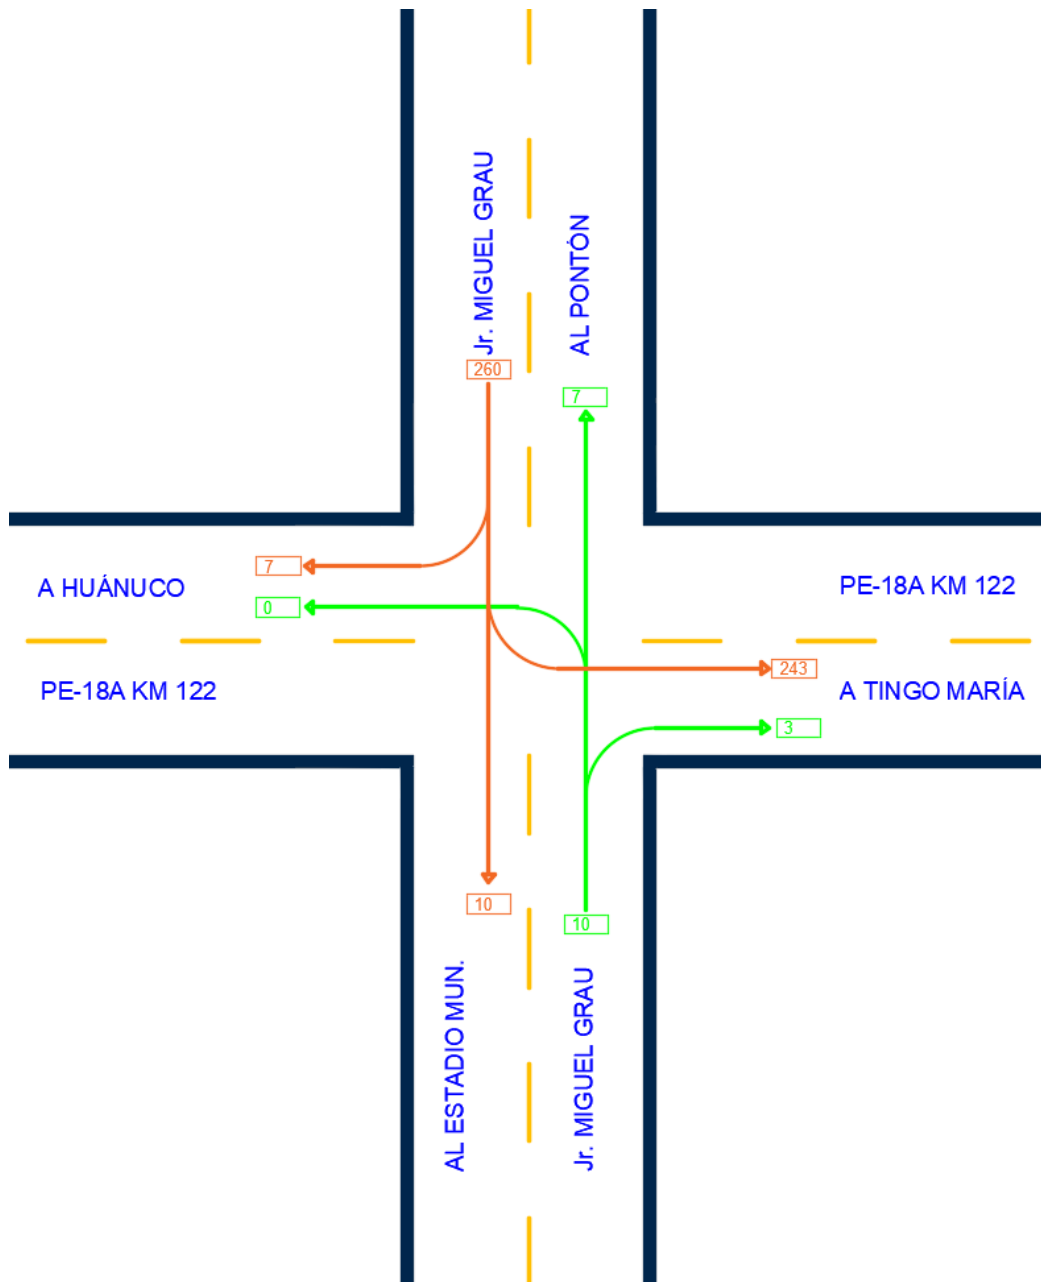 Jr. MIGUEL GRAU
AL PONTÓN
260
7
7
0
A HUÁNUCO
PE-18A KM 122
PE-18A KM 122
A TINGO MARÍA
243
3
10
10
AL ESTADIO MUN.
Jr. MIGUEL GRAU